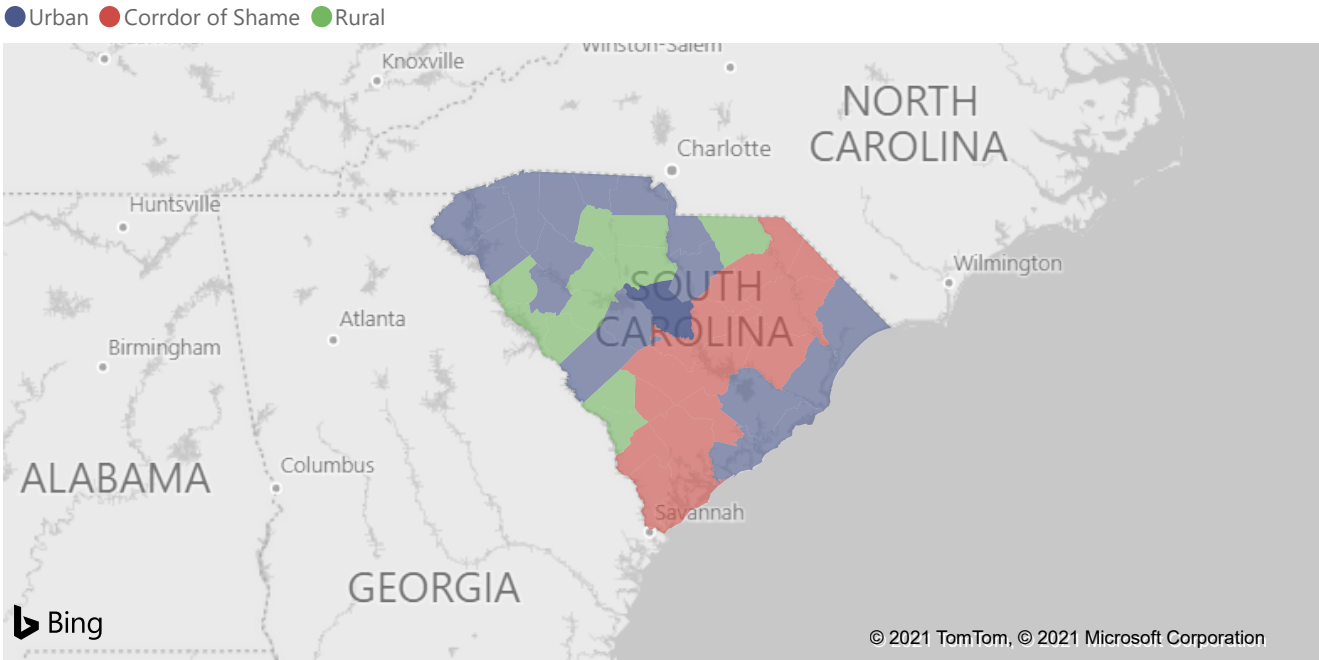 Urban Corrdor of Shame Rural
Winston-Salem
Knoxville
NORTH
CAROLINA
Charlotte
Huntsville
Wilmington
SOUTH
CAROLINA
Atlanta
Birmingham
Columbus
ALABAMA
Savannah
GEORGIA
Bing
© 2021 TomTom, © 2021 Microsoft Corporation